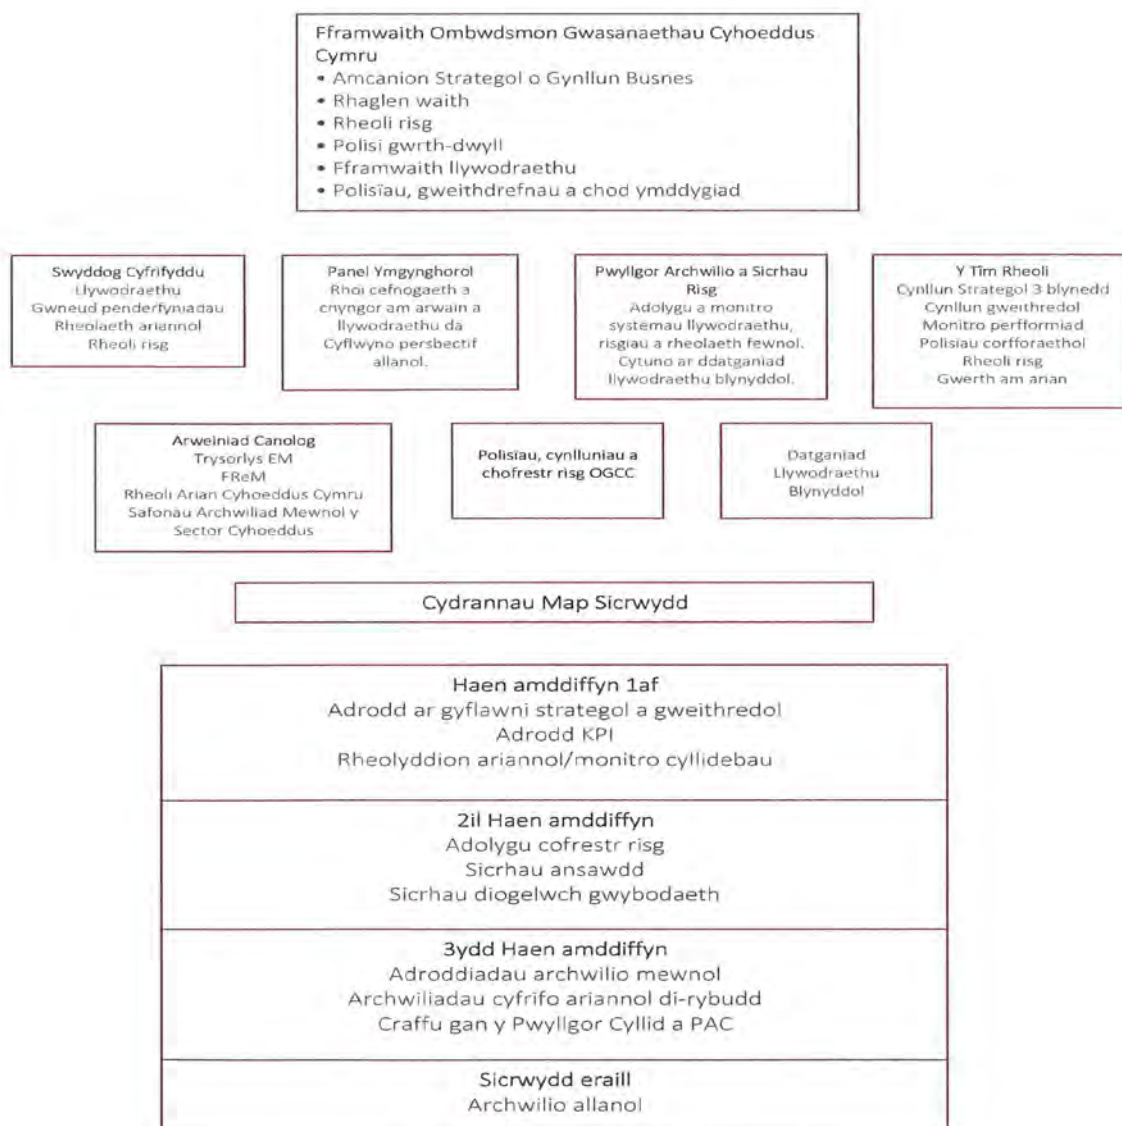 Fframwaith Ombwdsmon Gwasanaethau Cyhoeddus
Cymru
• Amcanion Strategol o Gynllun Busnes
• Rhaglen waith
• Rheoli risg
• Polisi gwrth-dwyll
• Fframwaith llywodraethu
• Polisïau, gweithdrefnau a chod ymddygiad
Swyddog Cyfrifyddu
Llywodraethu
Gwneud penderfyniadau
Rheolaeth ariannol
Rheoli risg
Panel Ymgynghorol
Rhoi cefnogaeth a
chyngor am arwain a
llywodraethu da
Cyflwyno persbectif
allanol.
Pwyllgor Archwilio a Sicrhau
Risg
Adolygu a monitro
systemau llywodraethu,
risgiau a rheolaeth fewnol.
Cytuno ar ddatganiad
llywodraethu blynyddol.
Y Tîm Rheoli
Cynllun Strategol 3 blynedd
Cynllun gweithredol
Monitro perfformiad
Polisïau corfforaethol
Rheoli risg
Gwerth am arian
Arweiniad Canolog
Trysorlys EM
FReM
Rheoli Arian Cyhoeddus Cymru
Safonau Archwiliad Mewnol y
Sector Cyhoeddus
Polisïau, cynlluniau a
chofrestr risg OGCC
Datganiad
Llywodraethu
Blynyddol
Cydrannau Map Sicrwydd
Haen amddiffyn 1af
Adrodd ar gyflawni strategol a gweithredol
Adrodd KPI
Rheolyddion ariannol/monitro cyllidebau
2il Haen amddiffyn
Adolygu cofrestr risg
Sicrhau ansawdd
Sicrhau diogelwch gwybodaeth
3ydd Haen amddiffyn
Adroddiadau archwilio mewnol
Archwiliadau cyfrifo ariannol di-rybudd
Craffu gan y Pwyllgor Cyllid a PAC
Sicrwydd eraill
Archwilio allanol